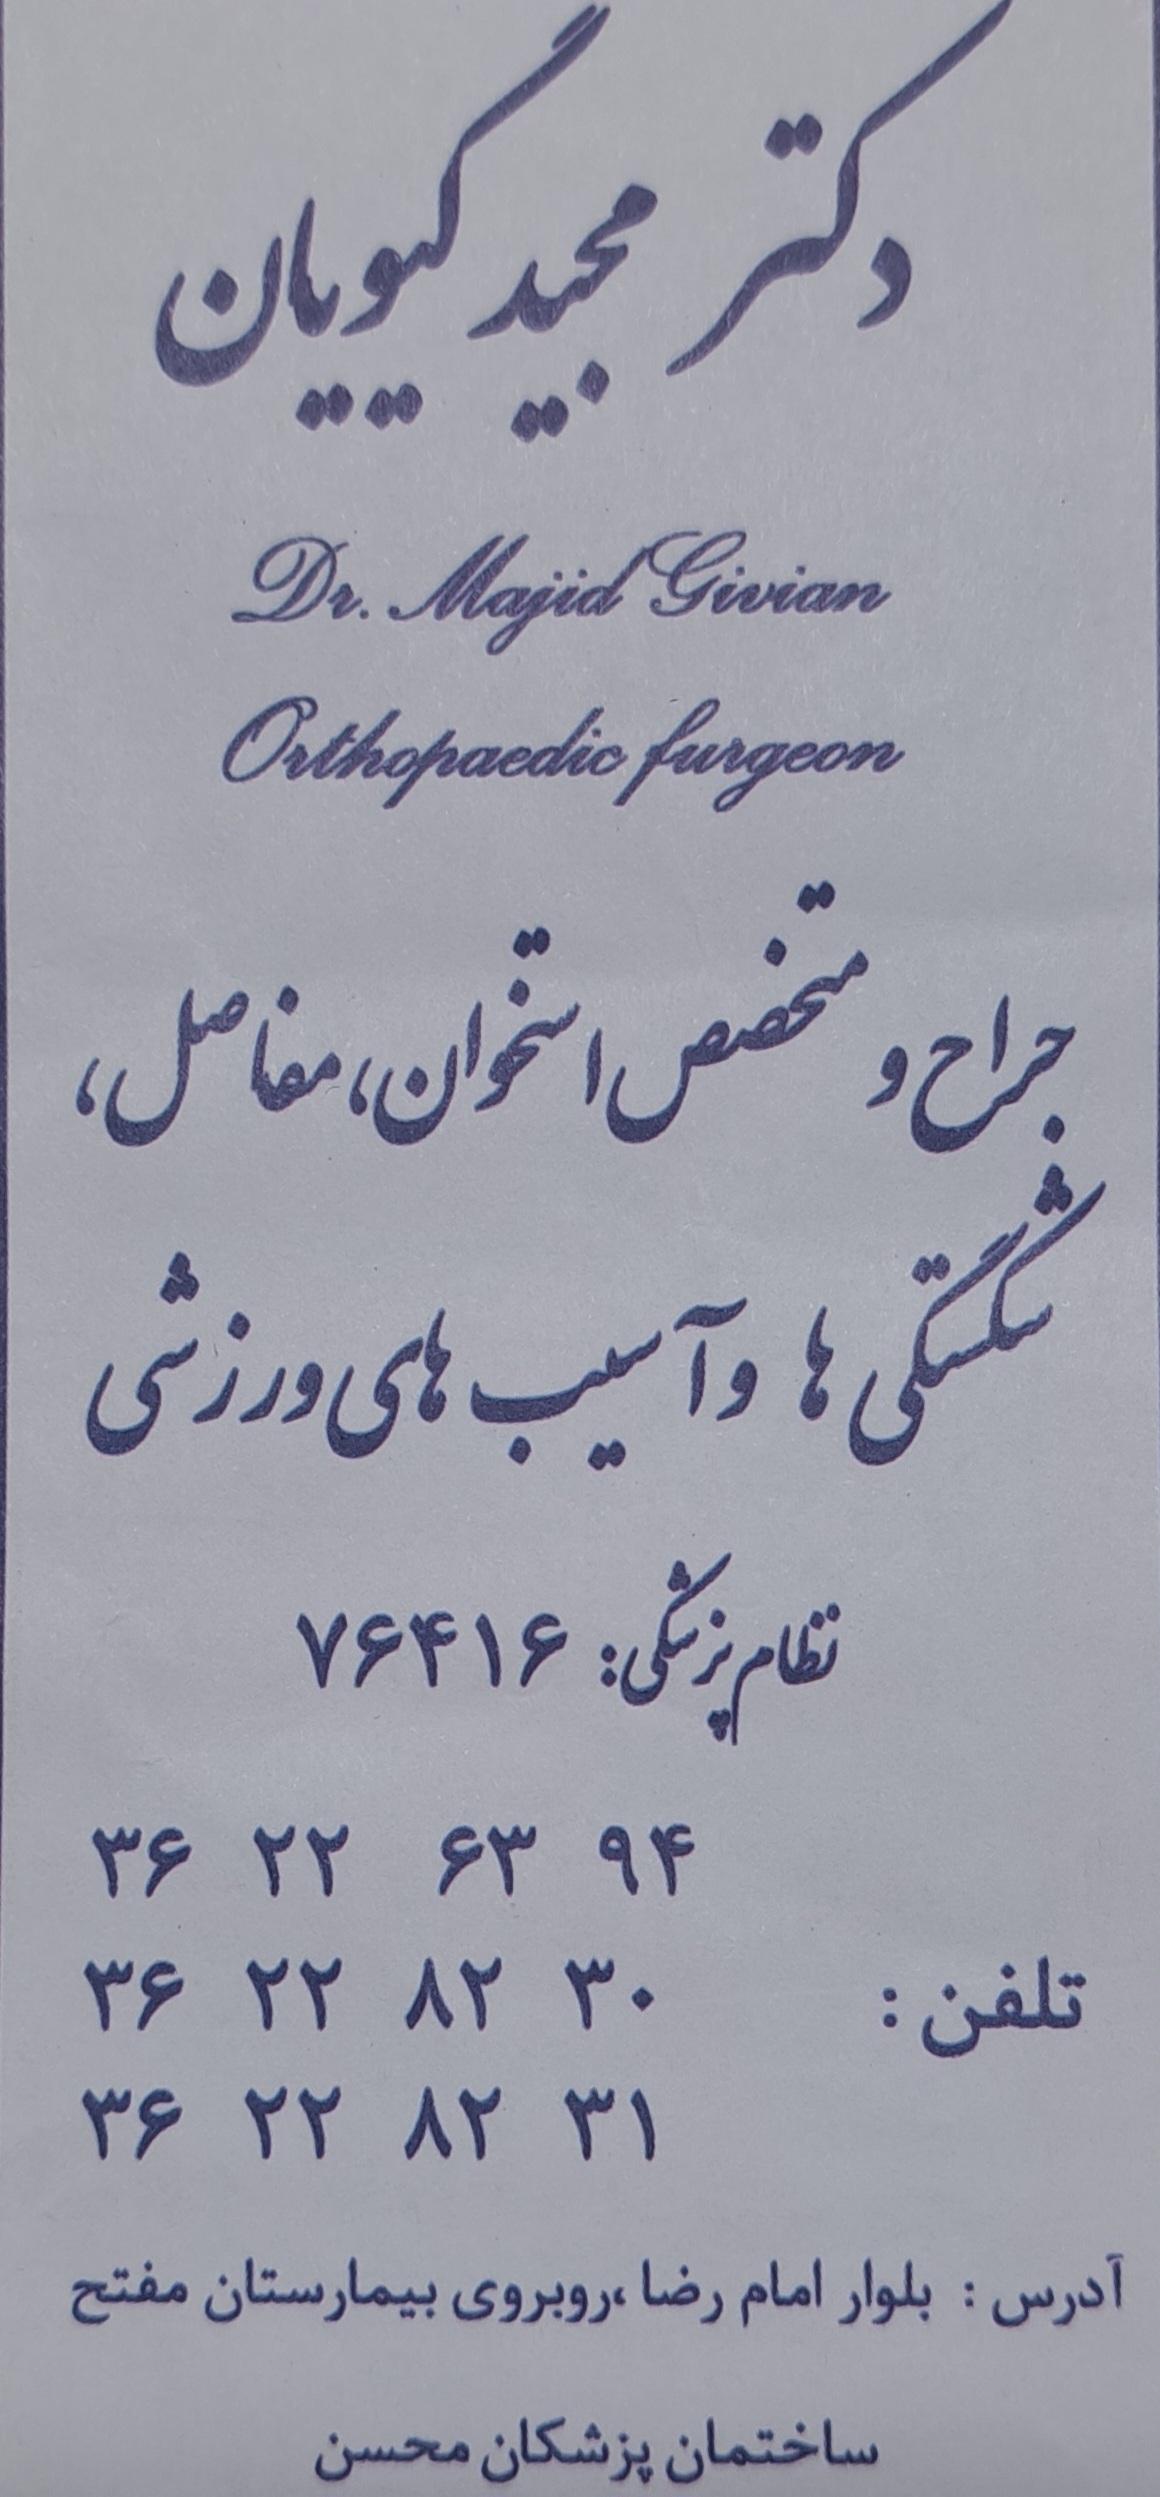 دکتر مجید گیویان
Dr. Majid Givian
Orthopaedic furgeon
جراح و متخصص استخوان، مفاصل،
شکستگی ها و آسیب های ورزشی
نظام پزشکی: ۷۶۴۱۶
۳۶ ۲۲ ۶۳ ۹۴
تلفن : ۳۶ ۲۲ ۸۲ ۳۰
۳۶ ۲۲ ۸۲ ۳۱
آدرس : بلوار امام رضا ،روبروی بیمارستان مفتح
ساختمان پزشکان محسن